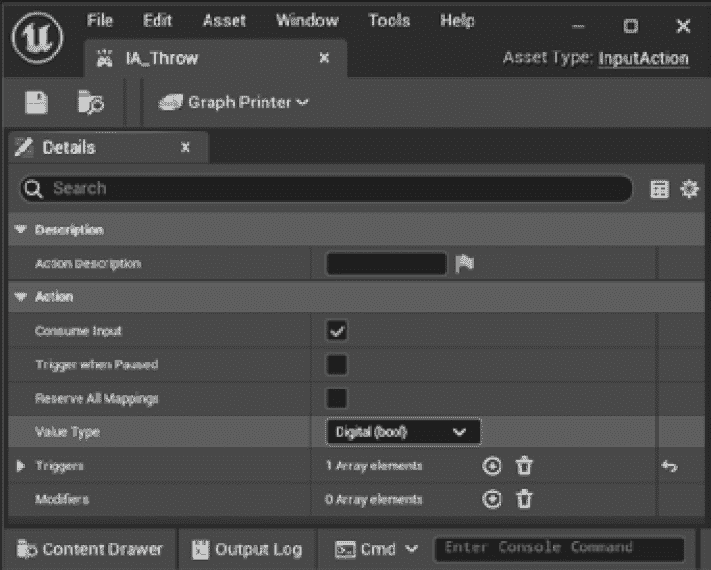 File Edit Asset Window Tools Help
IA_Throw
Asset Type: InputAction
Graph Printer
Details
Search
Description
Action Description
Action
Consume Input
Trigger when Paused
Reserve All Mappings
Value Type Digital (bool)
Triggers 1 Array elements
Modifiers 0 Array elements
Content Drawer Output Log Cmd Enter Console Command